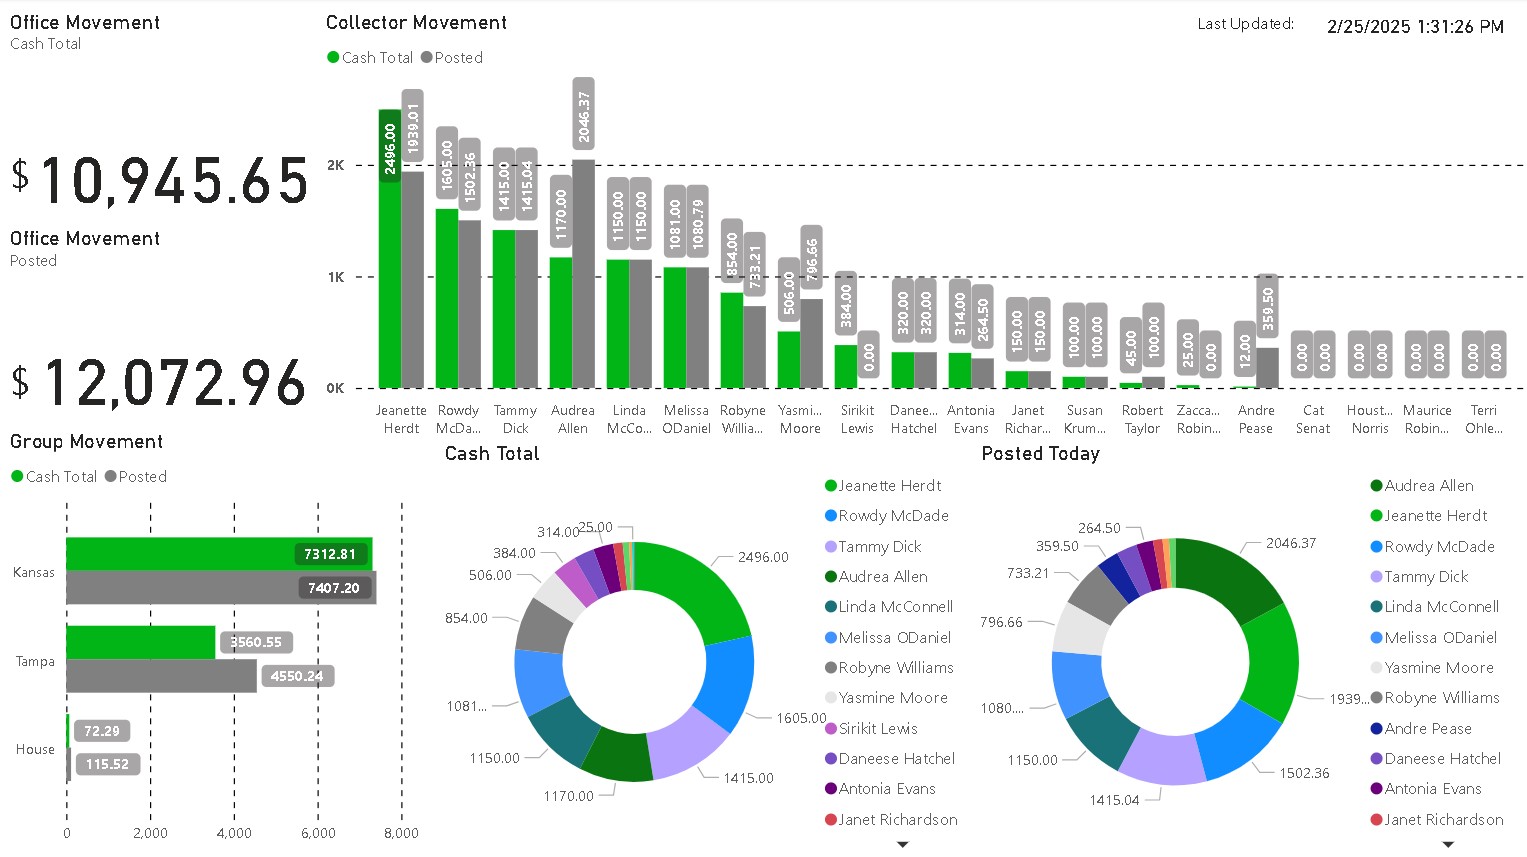 Office Movement
Cash Total
$ 10,945.65
Office Movement
Posted
$ 12,072.96
Collector Movement
Cash Total Posted
Last Updated: 2/25/2025 1:31:26 PM
2K
1K
0K
2496.00 1939.01
1605.00 1502.36
1415.00 1415.04
1170.00 2046.37
1150.00 1150.00
1081.00 1080.79
854.00 733.21
506.00 796.66
384.00 0.00
320.00 320.00
314.00 264.50
150.00 150.00
100.00 100.00
45.00 100.00
25.00 0.00
12.00 359.50
0.00 0.00
0.00 0.00
0.00 0.00
0.00 0.00
Jeanette Herdt
Rowdy McDa...
Tammy Dick
Audrea Allen
Linda McCo...
Melissa ODaniel
Robyne Willia...
Yasmi... Moore
Sirikit Lewis
Danee... Hatchel
Antonia Evans
Janet Richar...
Susan Krum...
Robert Taylor
Zacca... Robin...
Andre Pease
Cat Senat
Houst... Norris
Maurice Robin...
Terri Ohle...
Group Movement
Cash Total Posted
Kansas
7312.81
7407.20
Tampa
3560.55
4550.24
House
72.29
115.52
0 2,000 4,000 6,000 8,000
Cash Total
2496.00
1605.00
1415.00
1170.00
1150.00
1081...
854.00
506.00
384.00
314.00
25.00
Jeanette Herdt
Rowdy McDade
Tammy Dick
Audrea Allen
Linda McConnell
Melissa ODaniel
Robyne Williams
Yasmine Moore
Sirikit Lewis
Daneese Hatchel
Antonia Evans
Janet Richardson
Posted Today
2046.37
1939...
1502.36
1415.04
1150.00
1080....
796.66
733.21
359.50
264.50
Audrea Allen
Jeanette Herdt
Rowdy McDade
Tammy Dick
Linda McConnell
Melissa ODaniel
Yasmine Moore
Robyne Williams
Andre Pease
Daneese Hatchel
Antonia Evans
Janet Richardson